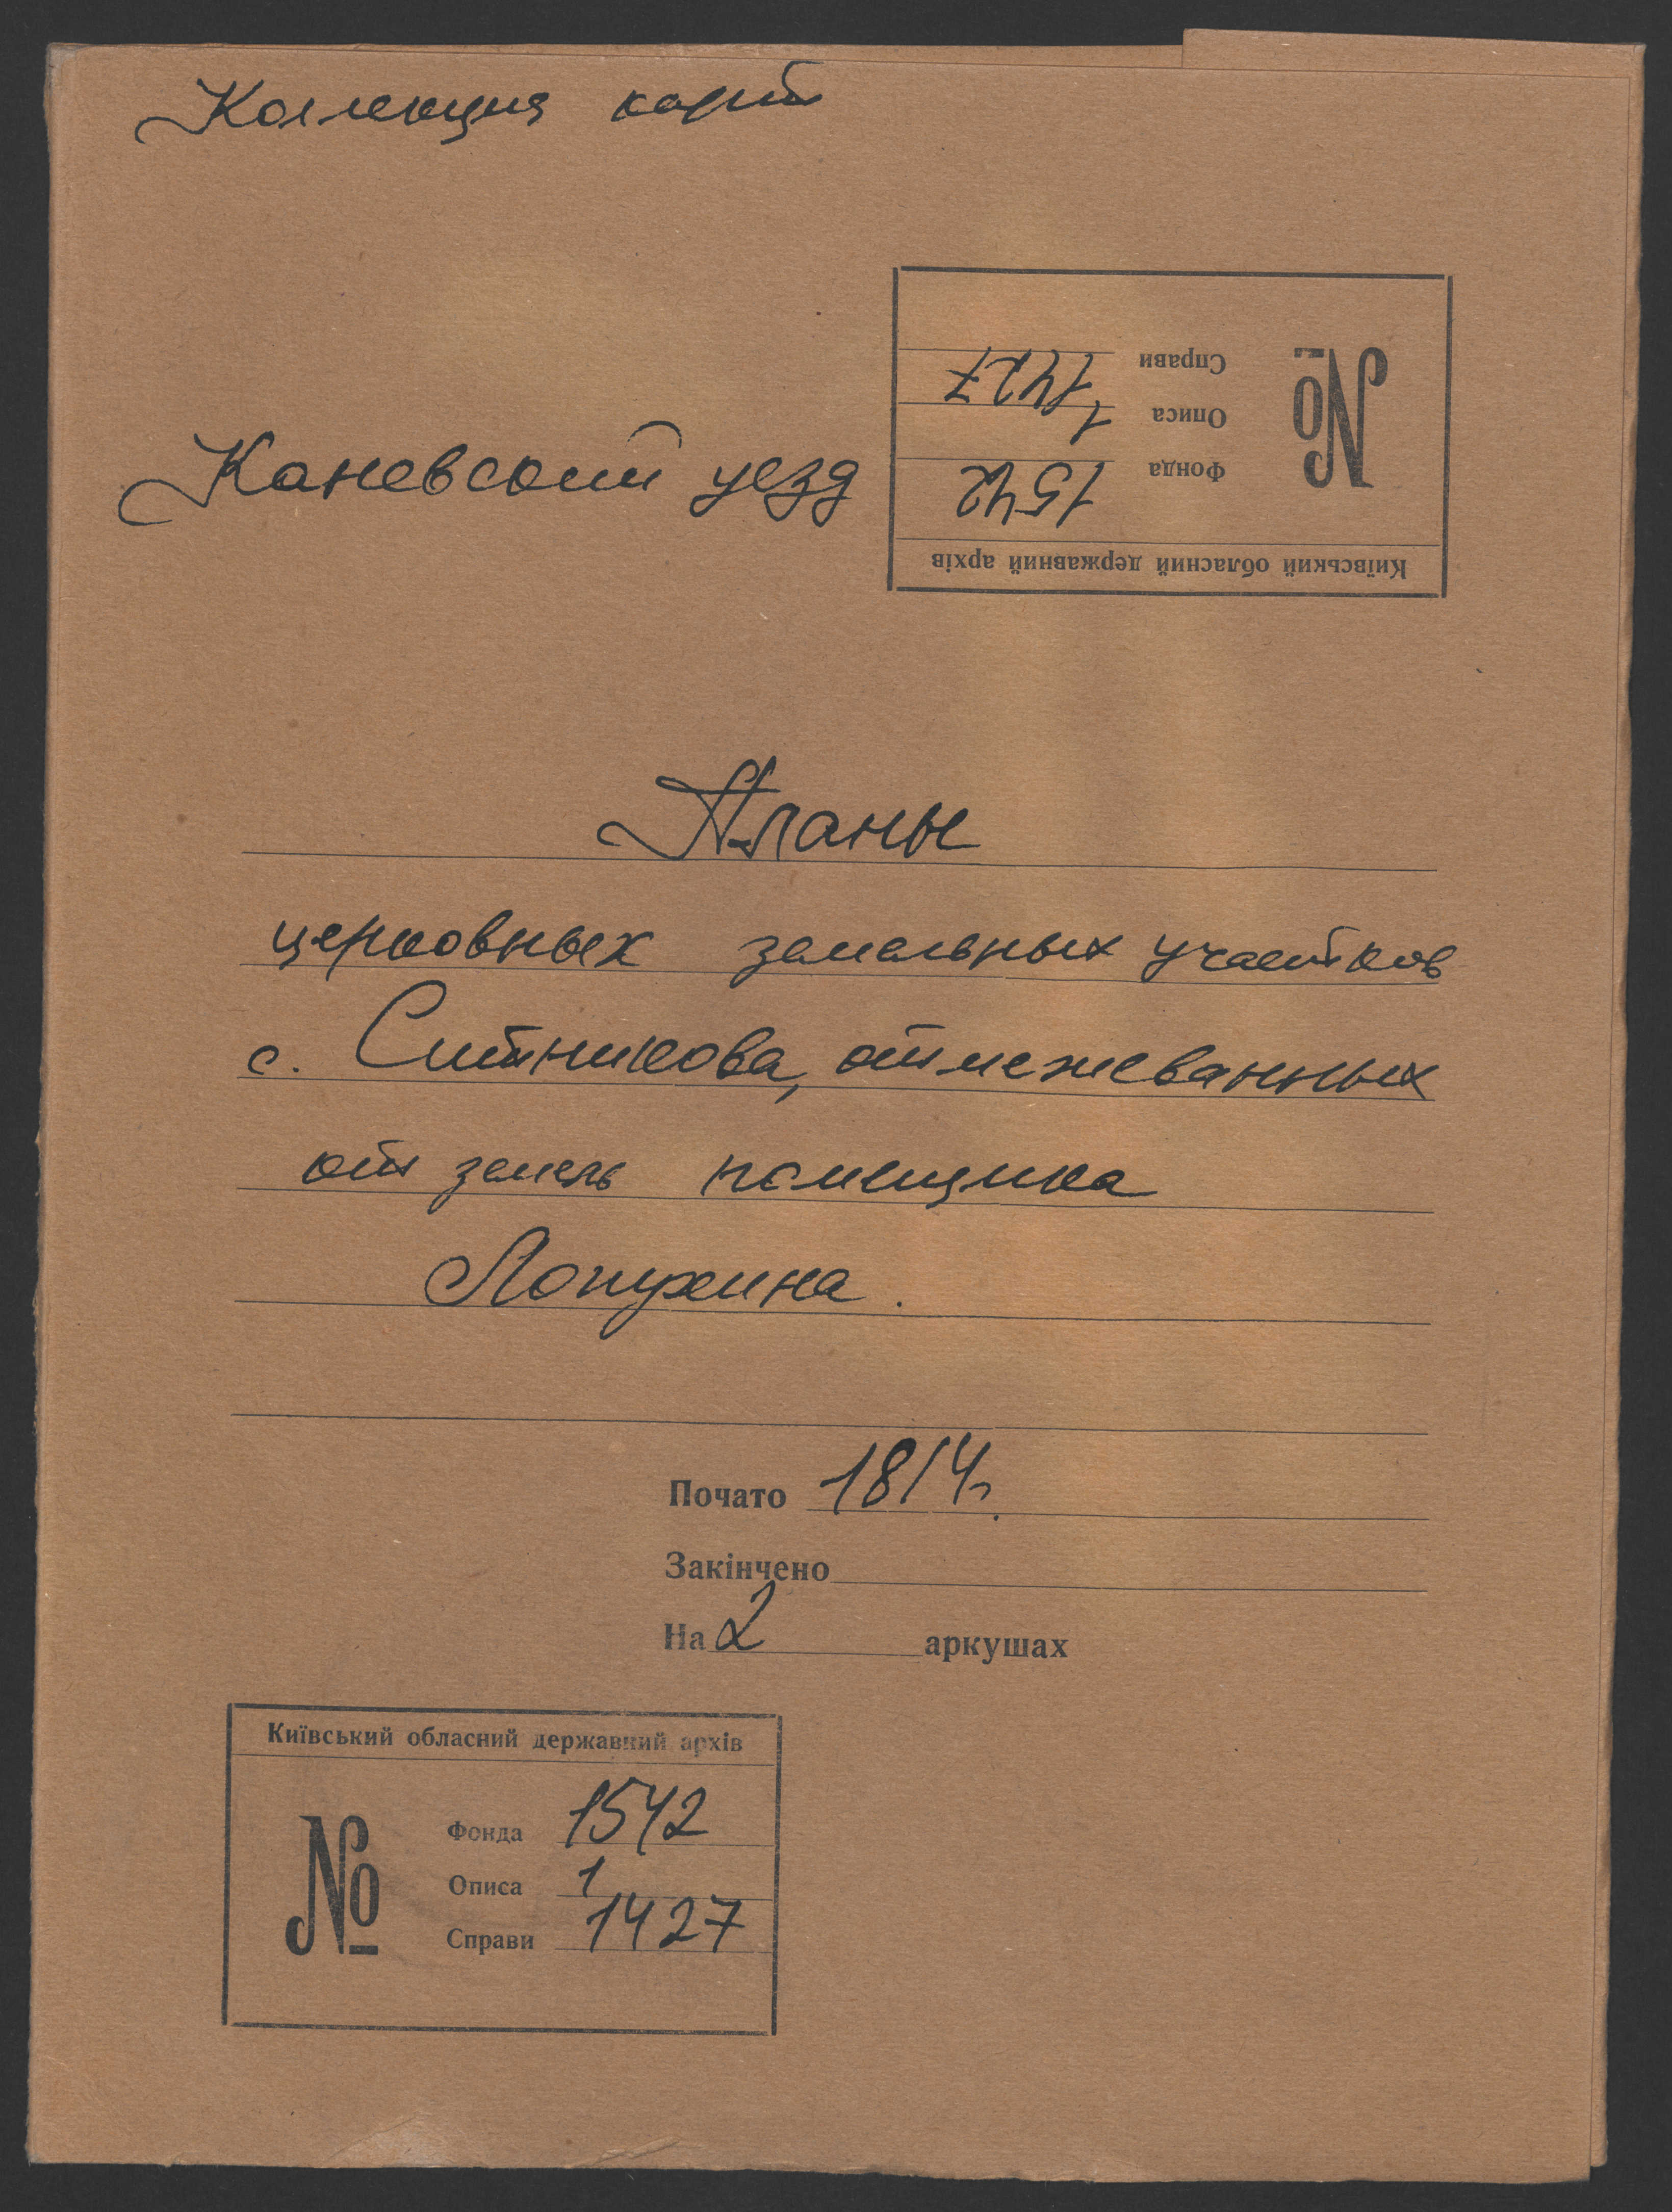 Коллекция карт
Каневский уезд
Київський обласний державний архів
№
Фонда 1542
Описа 1
Справи 1427
Планы
церковных земельных участков
с. Ситникова, отмежеванных
от земель помещика
Лопухина.
Почато 1814г.
Закінчено
На 2 аркушах
Київський обласний державний архів
№
Фонда 1542
Описа 1
Справи 1427